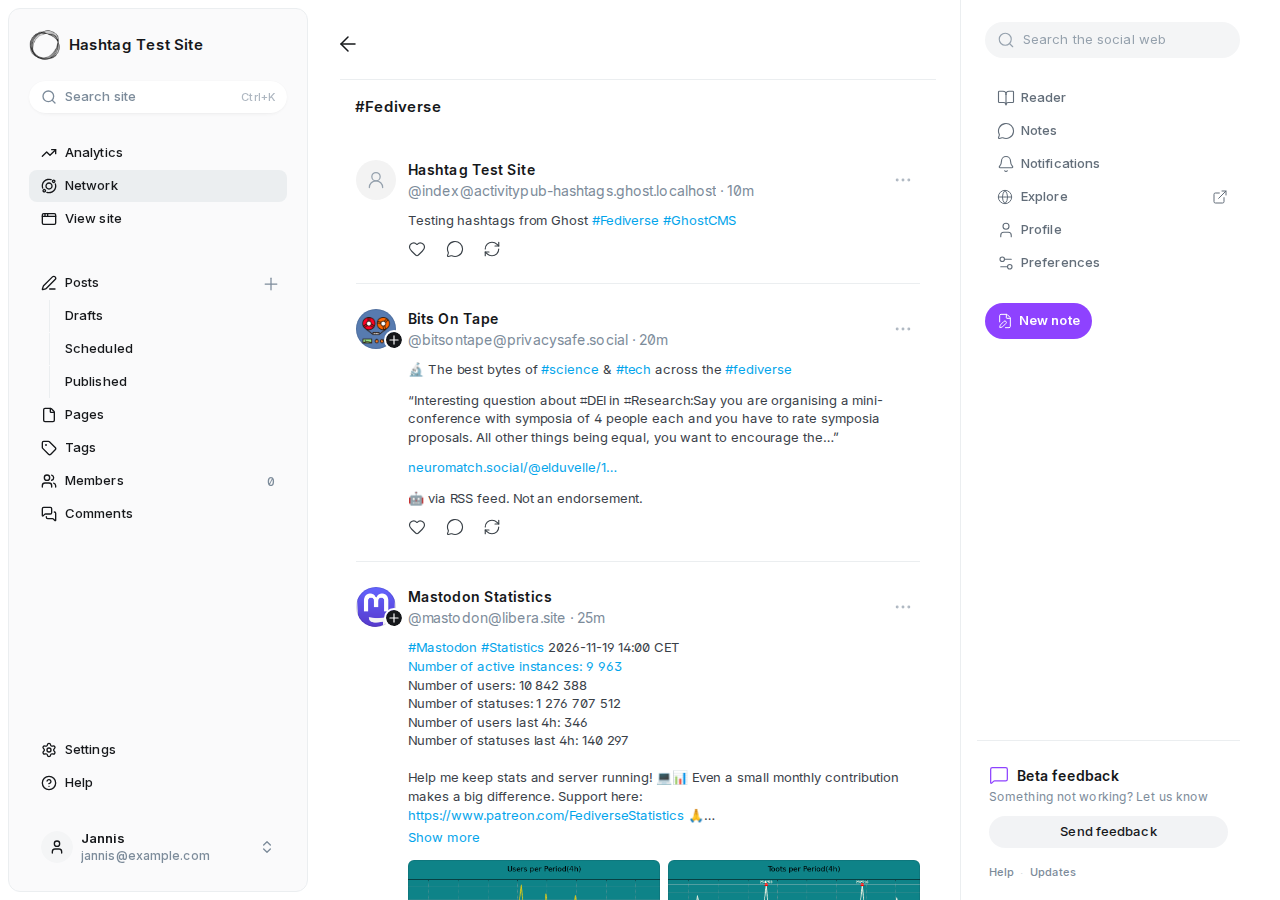 Hashtag Test Site
Search site
Ctrl+K
Analytics
Network
View site
Posts
Drafts
Scheduled
Published
Pages
Tags
Members
0
Comments
Settings
Help
Jannis
jannis@example.com
#Fediverse
Hashtag Test Site
@index@activitypub-hashtags.ghost.localhost · 10m
Testing hashtags from Ghost #Fediverse #GhostCMS
Bits On Tape
@bitsontape@privacysafe.social · 20m
🔬 The best bytes of #science & #tech across the #fediverse
“Interesting question about ⌗DEI in ⌗Research:Say you are organising a mini-
conference with symposia of 4 people each and you have to rate symposia
proposals. All other things being equal, you want to encourage the…”
neuromatch.social/@elduvelle/1…
🤖 via RSS feed. Not an endorsement.
Mastodon Statistics
@mastodon@libera.site · 25m
#Mastodon #Statistics 2026-11-19 14:00 CET
Number of active instances: 9 963
Number of users: 10 842 388
Number of statuses: 1 276 707 512
Number of users last 4h: 346
Number of statuses last 4h: 140 297
Help me keep stats and server running! 💻📊 Even a small monthly contribution
makes a big difference. Support here:
https://www.patreon.com/FediverseStatistics 🙏…
Show more
Users per Period(4h)
Toots per Period(4h)
Search the social web
Reader
Notes
Notifications
Explore
Profile
Preferences
New note
Beta feedback
Something not working? Let us know
Send feedback
Help · Updates